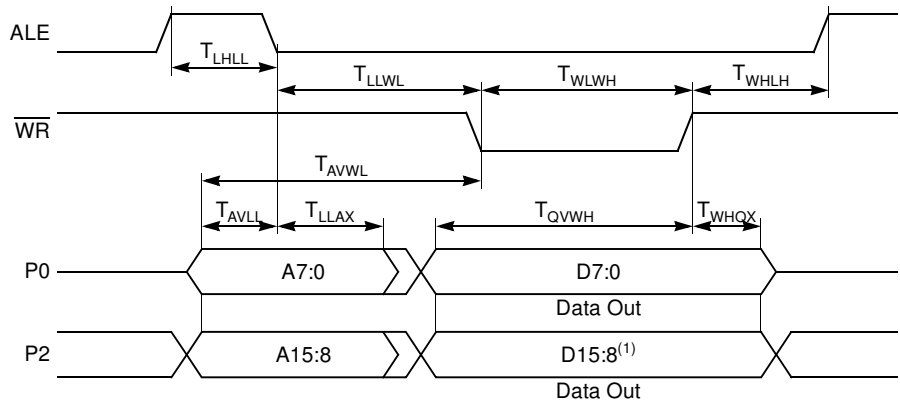 ALE
T_LHLL
T_LLWL T_WLWH T_WHLH
W̅R̅
T_AVWL
T_AVLL T_LLAX T_QVWH T_WHQX
P0 A7:0 D7:0
Data Out
P2 A15:8 D15:8(1)
Data Out